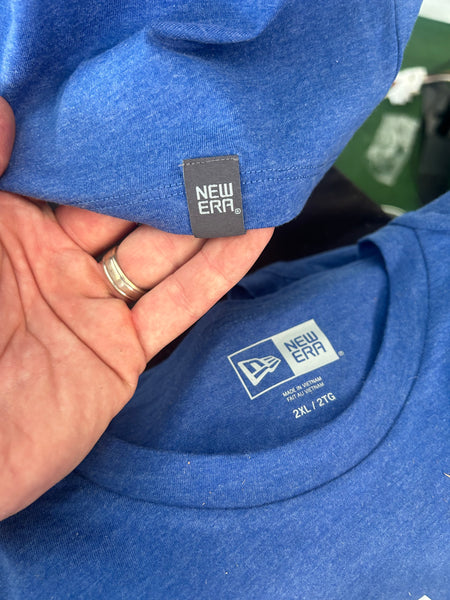 NEW
ERA®
NEW
ERA®
MADE IN VIETNAM
FAIT AU VIETNAM
2XL / 2TG